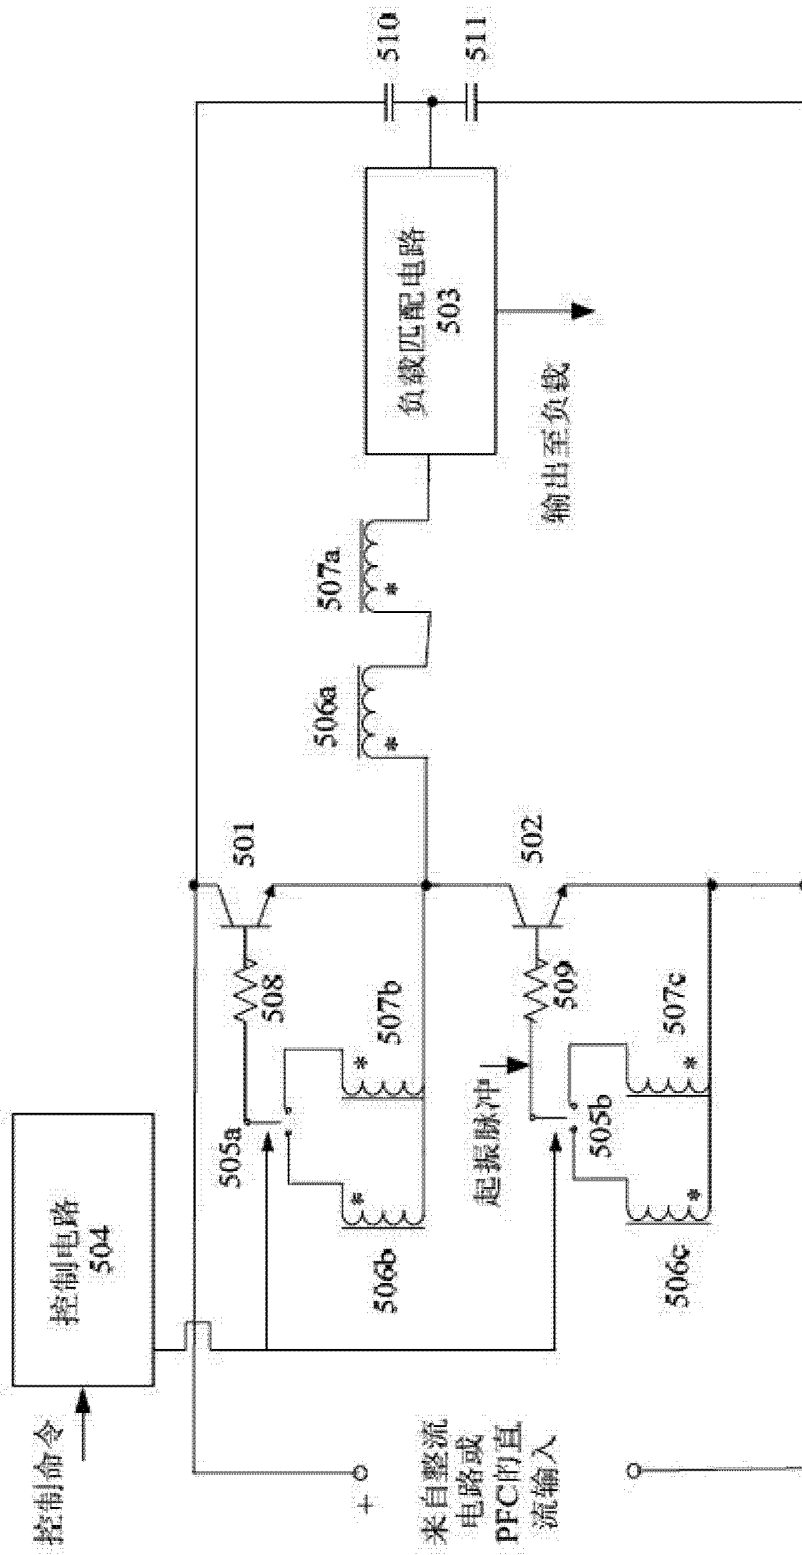 控制命令
控制电路
504
505a
506b
507b
508
501
506a
*
507a
*
负载匹配电路
503
输出至负载
510
511
*
*
起振脉冲
505b
506c
507c
509
502
*
*
+
来自整流
电路或
PFC的直
流输入